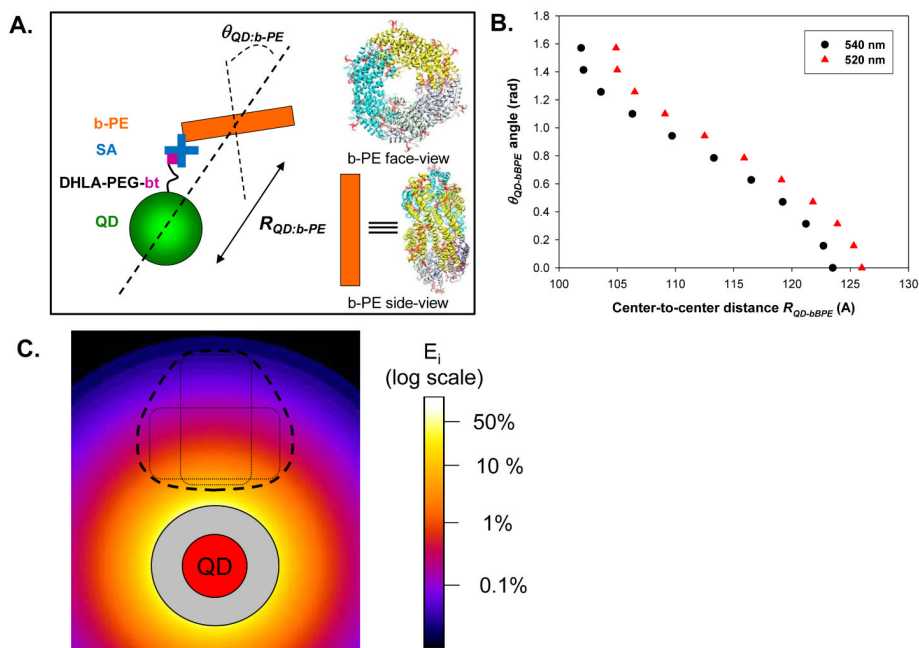 A.
θQD:b-PE
b-PE
SA
DHLA-PEG-bt
QD
RQD:b-PE
b-PE face-view
b-PE side-view
B.
θQD-bBPE angle (rad)
1.8
1.6
1.4
1.2
1.0
0.8
0.6
0.4
0.2
0.0
540 nm
520 nm
100 105 110 115 120 125 130
Center-to-center distance RQD-bBPE (A)
C.
QD
Ei
(log scale)
50%
10 %
1%
0.1%